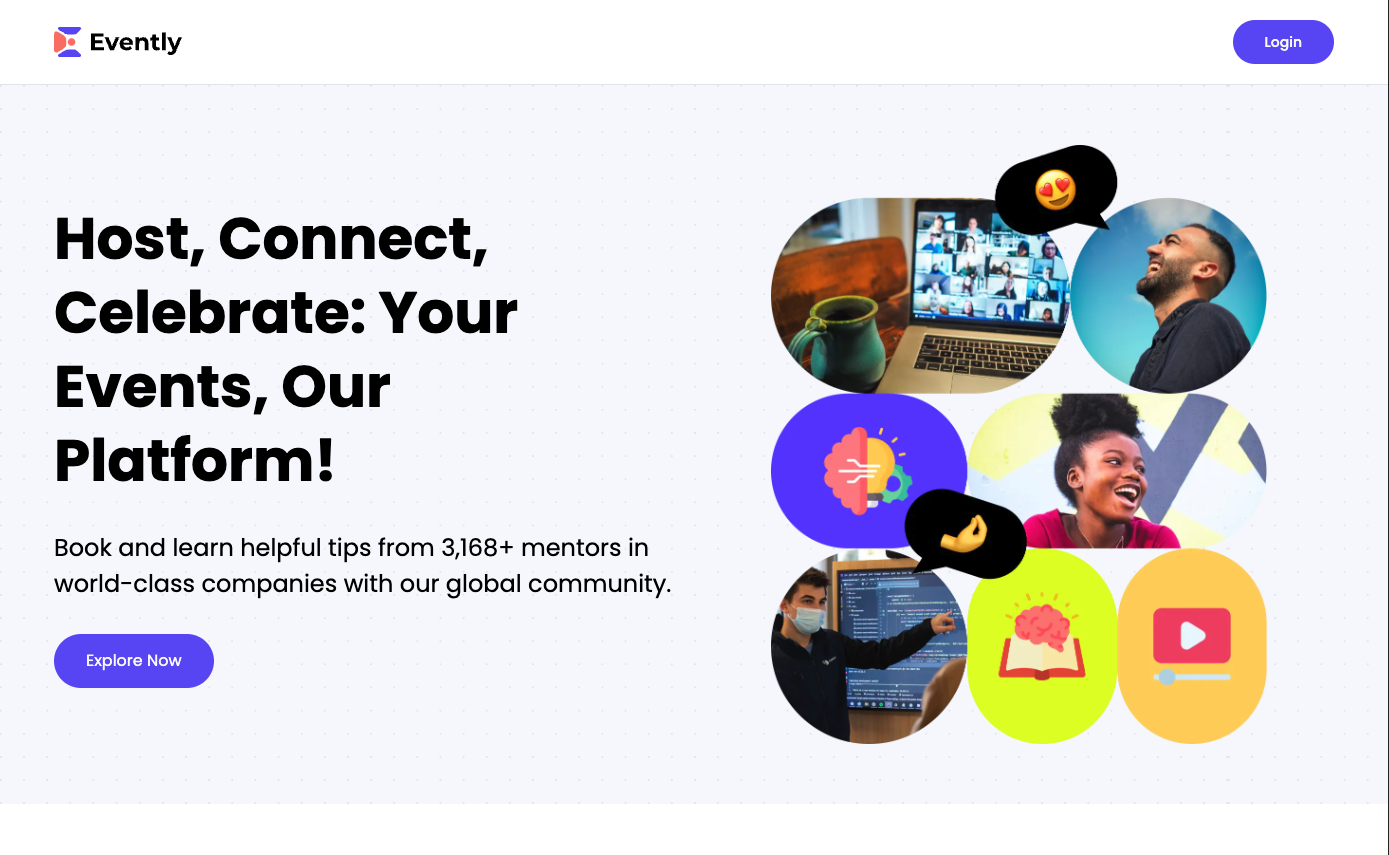 Evently
Login
Host, Connect,
Celebrate: Your
Events, Our
Platform!
Book and learn helpful tips from 3,168+ mentors in
world-class companies with our global community.
Explore Now